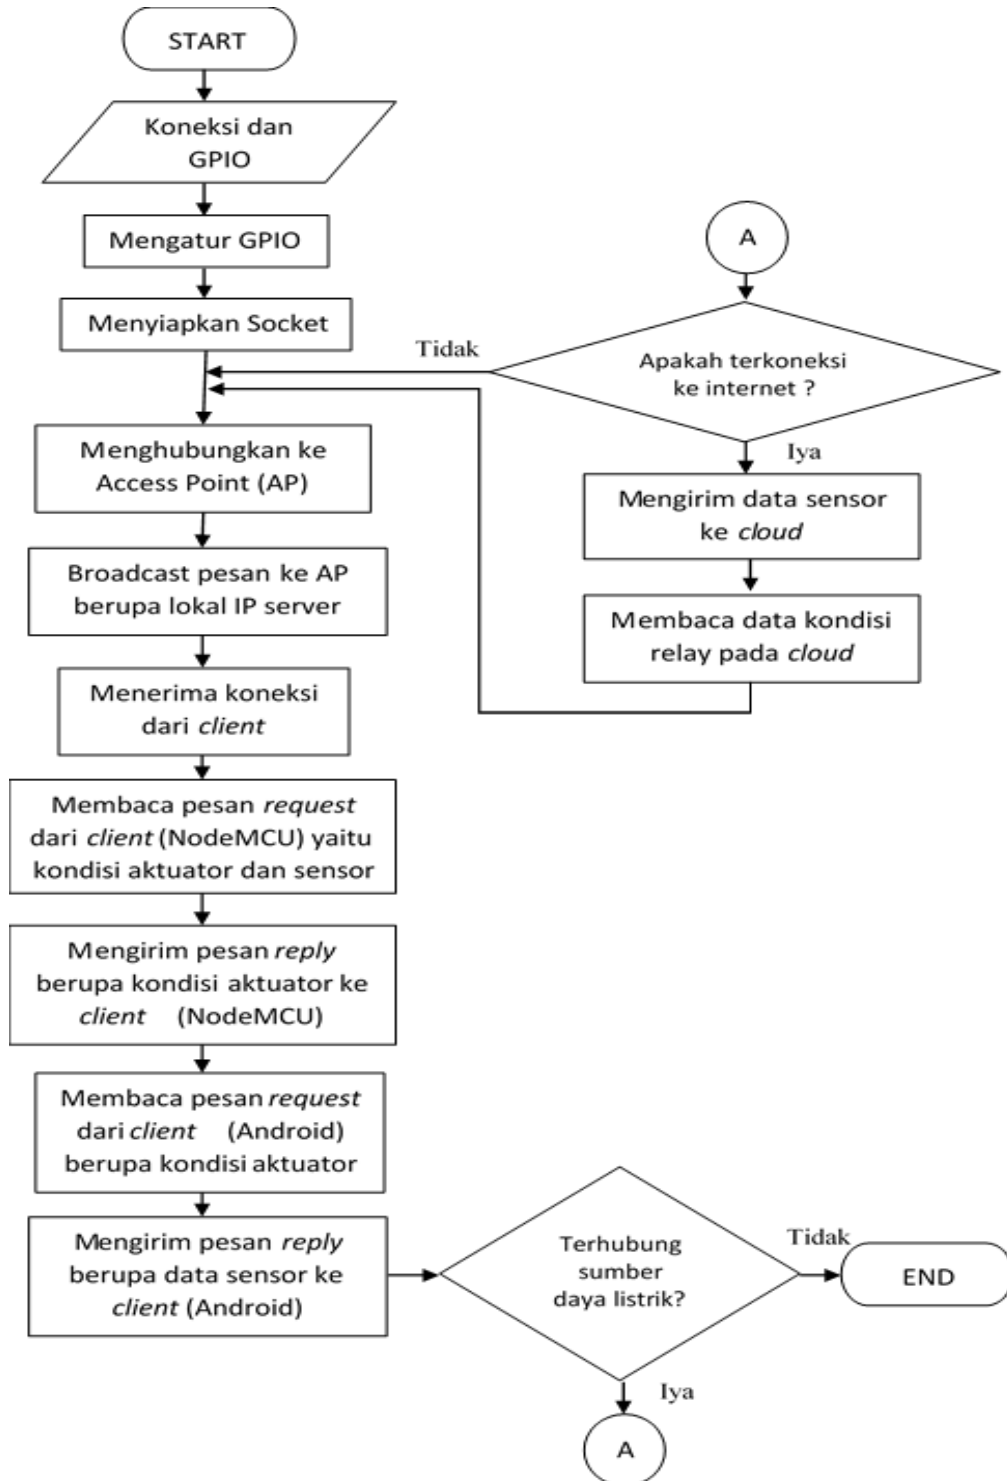 START
Koneksi dan
GPIO
Mengatur GPIO
Menyiapkan Socket
Menghubungkan ke
Access Point (AP)
Broadcast pesan ke AP
berupa lokal IP server
Menerima koneksi
dari client
Membaca pesan request
dari client (NodeMCU) yaitu
kondisi aktuator dan sensor
Mengirim pesan reply
berupa kondisi aktuator ke
client (NodeMCU)
Membaca pesan request
dari client (Android)
berupa kondisi aktuator
Mengirim pesan reply
berupa data sensor ke
client (Android)
Terhubung
sumber
daya listrik?
Tidak
END
Iya
A
A
Apakah terkoneksi
ke internet ?
Tidak
Iya
Mengirim data sensor
ke cloud
Membaca data kondisi
relay pada cloud